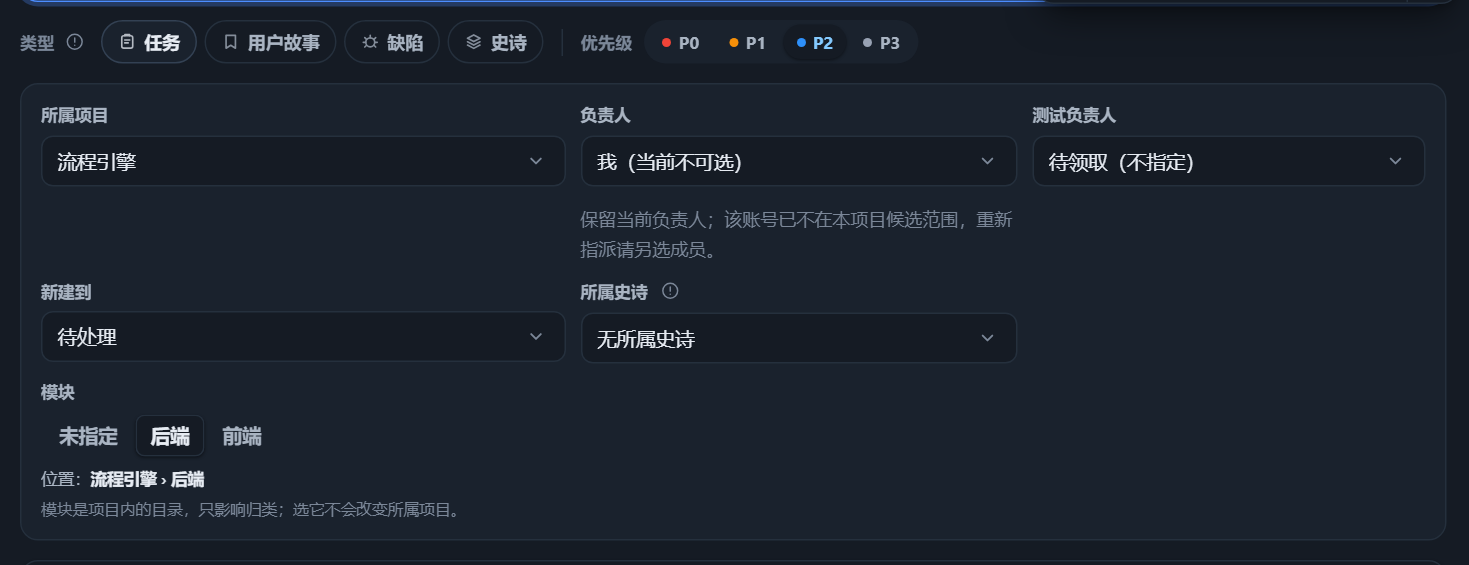 类型 任务 用户故事 缺陷 史诗 优先级 P0 P1 P2 P3
所属项目 负责人 测试负责人
流程引擎 我（当前不可选） 待领取（不指定）
保留当前负责人；该账号已不在本项目候选范围，重新
指派请另选成员。
新建到 所属史诗
待处理 无所属史诗
模块
未指定 后端 前端
位置：流程引擎 › 后端
模块是项目内的目录，只影响归类；选它不会改变所属项目。